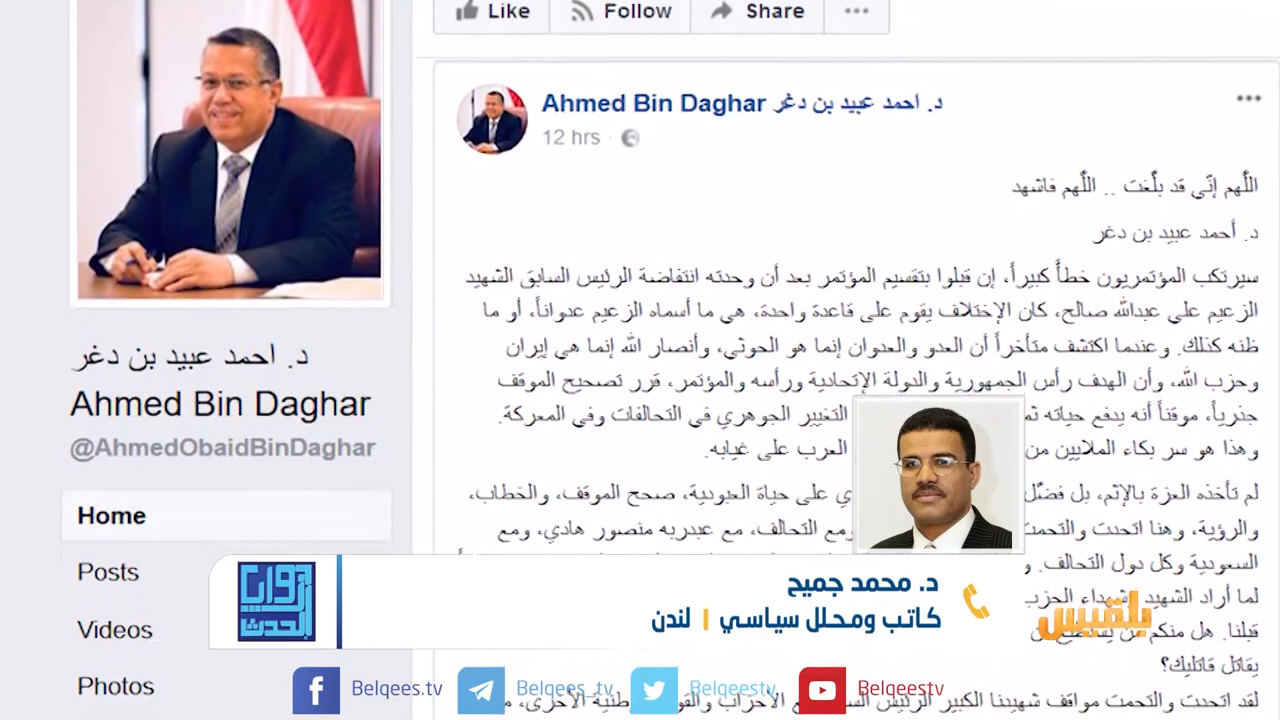 Like
Follow
Share
Ahmed Bin Daghar د. احمد عبيد بن دغر
12 hrs
اللّهم إنّي قد بلّغت .. اللّهم فاشهد
د. أحمد عبيد بن دغر
سيرتكب المؤتمريون خطأً كبيراً، إن قبلوا بتقسيم المؤتمر بعد أن وحدته انتفاضة الرئيس السابق الشهيد
الزعيم علي عبدالله صالح، كان الإختلاف يقوم على قاعدة واحدة، هي ما أسماه الزعيم عدواناً، أو ما
ظنه كذلك. وعندما اكتشف متأخراً أن العدو والعدوان إنما هو الحوثي، وأنصار الله إنما هي إيران
وحزب الله، وأن الهدف رأس الجمهورية والدولة الإتحادية ورأسه والمؤتمر، قرر تصحيح الموقف
جذرياً، موقناً أنه يدفع حياته التغيير الجوهري في التحالفات وفي المعركة.
وهذا هو سر بكاء الملايين من العرب على غيابه.
لم تأخذه العزة بالإثم، بل فضّل على حياة العبودية، صحح الموقف، والخطاب،
والرؤية، وهنا اتحدت والتحمت ومع التحالف، مع عبدربه منصور هادي، ومع
السعودية وكل دول التحالف.
لما أراد الشهيد
قبلنا. هل منكم من
يقاتل قاتليك؟
لقد اتحدت والتحمت مواقف شهيدنا الكبير الرئيس
د. احمد عبيد بن دغر
Ahmed Bin Daghar
@AhmedObaidBinDaghar
Home
Posts
Videos
Photos
د. محمد جميح
كاتب ومحلل سياسي | لندن
بلقيس
Belqees.tv
Belqees_tv
Belqeestv
Belqeestv